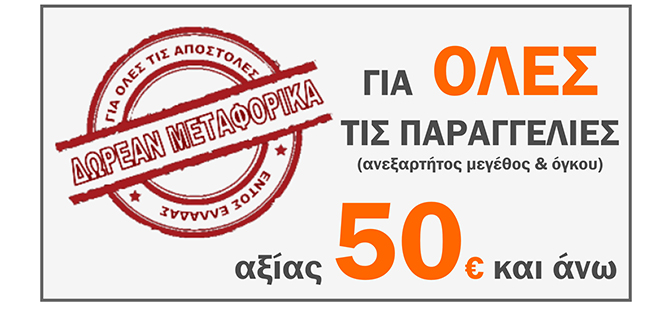 ΓΙΑ ΟΛΕΣ ΤΙΣ ΑΠΟΣΤΟΛΕΣ
ΔΩΡΕΑΝ ΜΕΤΑΦΟΡΙΚΑ
ΕΝΤΟΣ ΕΛΛΑΔΑΣ
ΓΙΑ ΟΛΕΣ
ΤΙΣ ΠΑΡΑΓΓΕΛΙΕΣ
(ανεξαρτήτος μεγέθος & όγκου)
αξίας 50€ και άνω